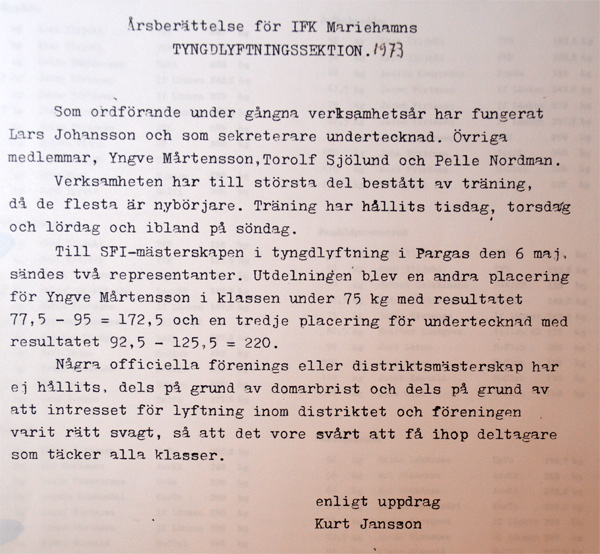 Årsberättelse för IFK Mariehamns
TYNGDLYFTNINGSSEKTION.1973
Som ordförande under gångna verksamhetsår har fungerat
Lars Johansson och som sekreterare undertecknad. Övriga
medlemmar, Yngve Mårtensson,Torolf Sjölund och Pelle Nordman.
Verksamheten har till största del bestått av träning,
då de flesta är nybörjare. Träning har hållits tisdag, torsdag
och lördag och ibland på söndag.
Till SFI-mästerskapen i tyngdlyftning i Pargas den 6 maj.
sändes två representanter. Utdelningen blev en andra placering
för Yngve Mårtensson i klassen under 75 kg med resultatet
77,5 - 95 = 172,5 och en tredje placering för undertecknad med
resultatet 92,5 - 125,5 = 220.
Några officiella förenings eller distriktsmästerskap har
ej hållits, dels på grund av domarbrist och dels på grund av
att intresset för lyftning inom distriktet och föreningen
varit rätt svagt, så att det vore svårt att få ihop deltagare
som täcker alla klasser.
enligt uppdrag
Kurt Jansson